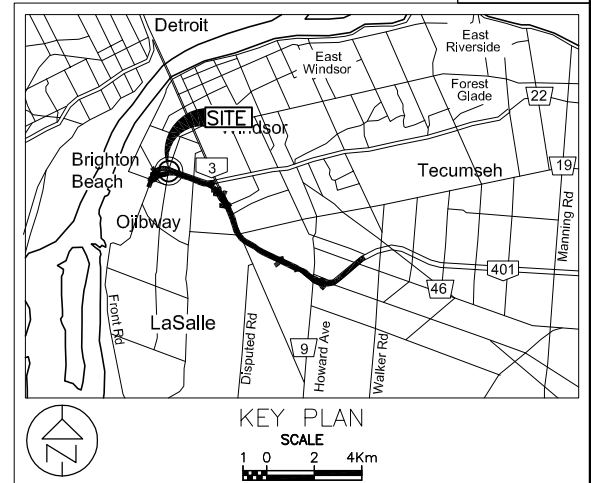 Detroit
East
Riverside
East
Windsor
Forest
Glade
22
SITE
Windsor
3
Brighton
Beach
Tecumseh
19
Manning Rd
Ojibway
401
46
Front Rd
LaSalle
Disputed Rd
9
Howard Ave
Walker Rd
N
KEY PLAN
SCALE
1 0 2 4Km